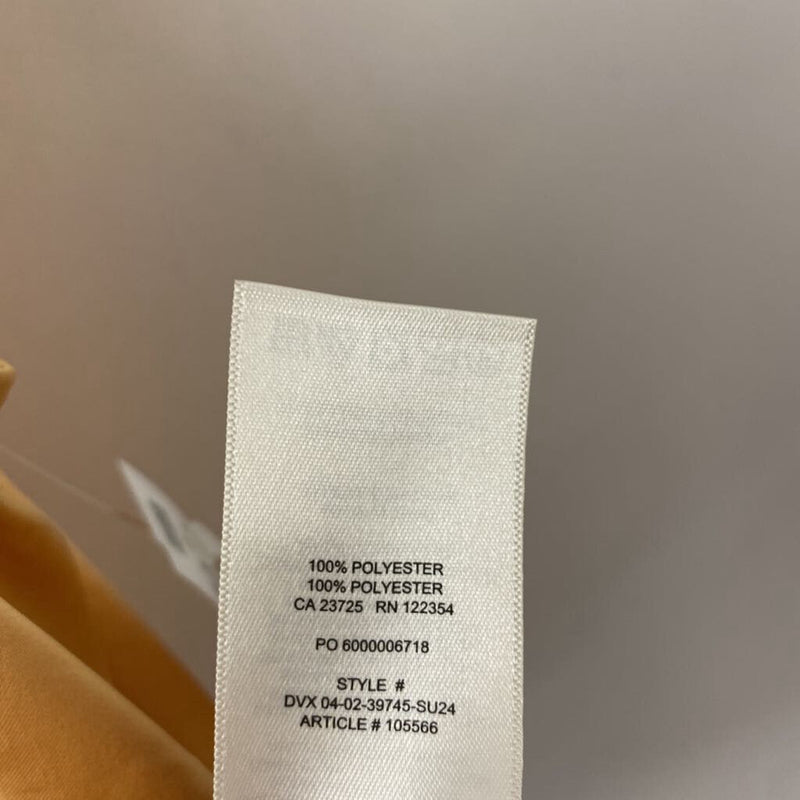 100% POLYESTER
100% POLYESTER
CA 23725 RN 122354
PO 6000006718
STYLE #
DVX 04-02-39745-SU24
ARTICLE # 105566